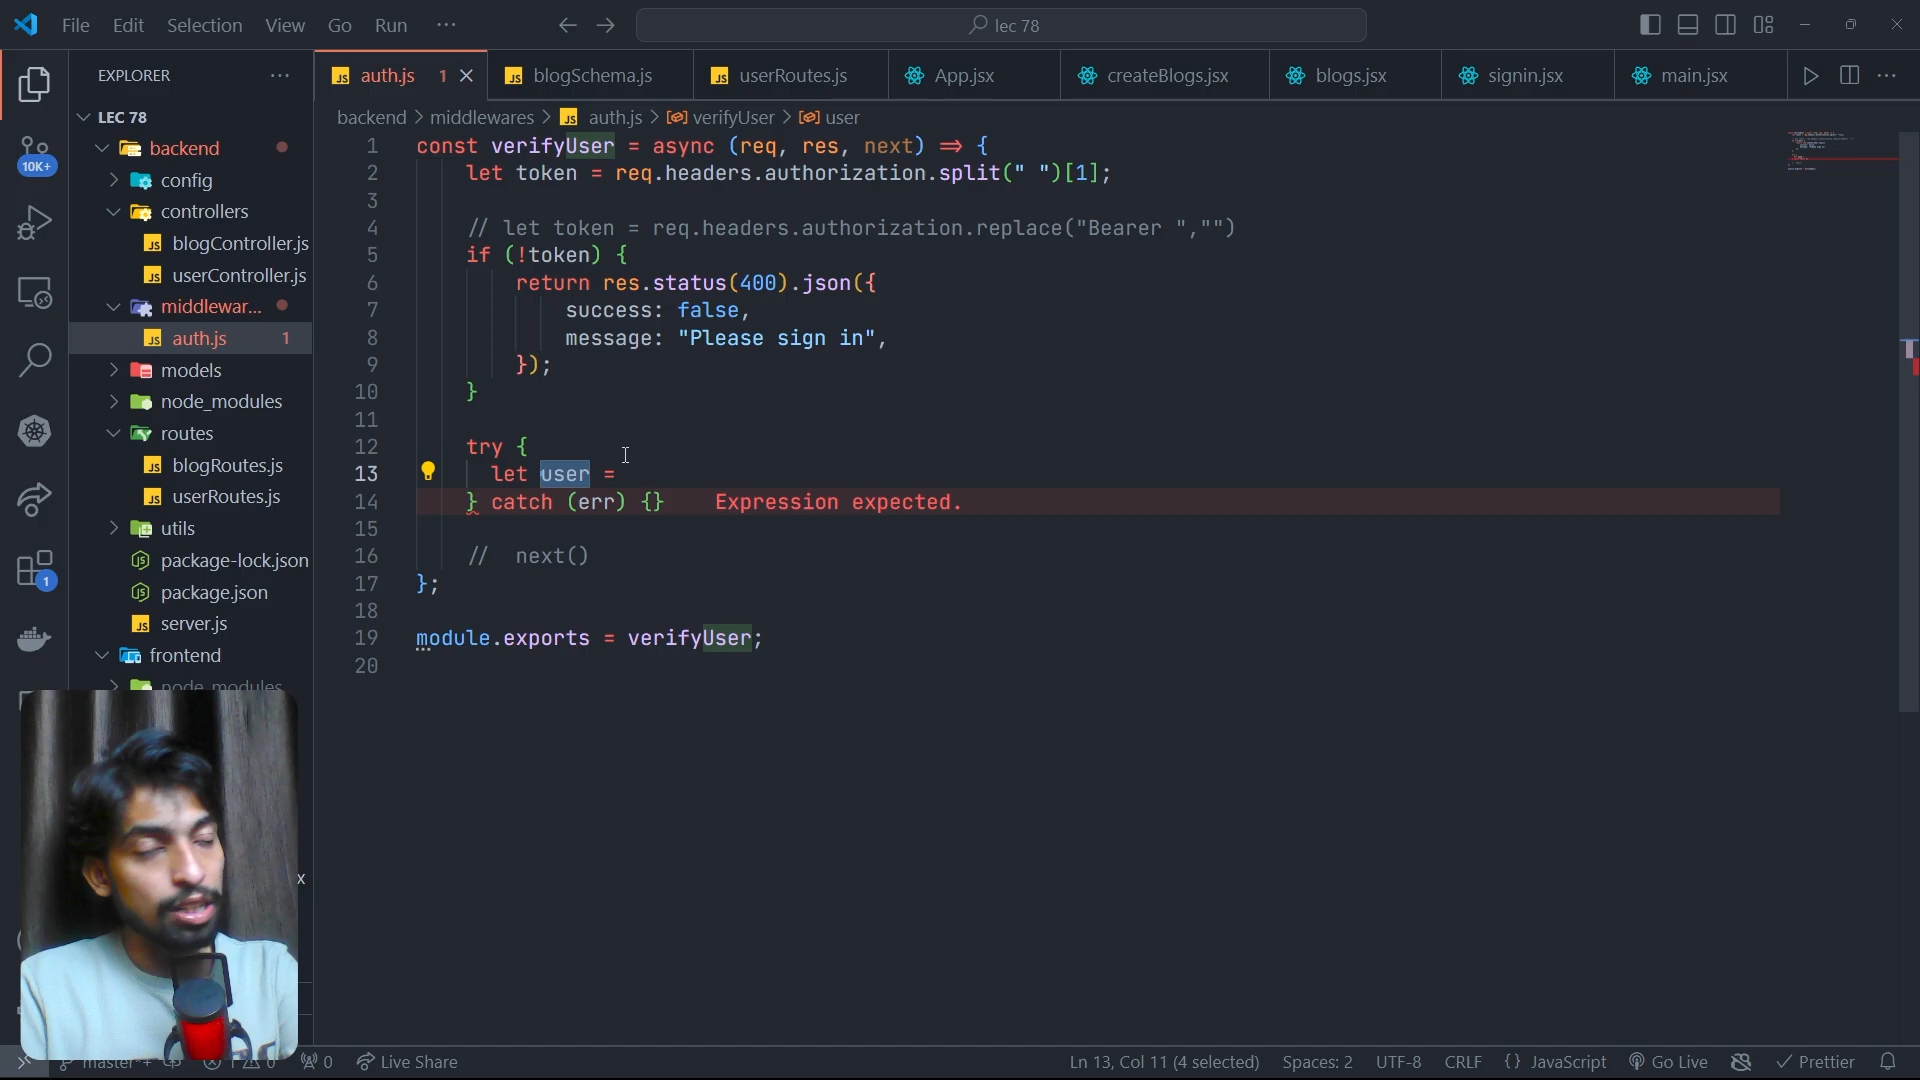 File Edit Selection View Go Run ··· lec 78
EXPLORER ···
auth.js 1 blogSchema.js userRoutes.js App.jsx createBlogs.jsx blogs.jsx signin.jsx main.jsx ···
LEC 78
backend
config
controllers
blogController.js
userController.js
middlewar...
auth.js 1
models
node_modules
routes
blogRoutes.js
userRoutes.js
utils
package-lock.json
package.json
server.js
frontend
node_modules
10K+
1
backend > middlewares > JS auth.js > verifyUser > user
1 const verifyUser = async (req, res, next) => {
2 let token = req.headers.authorization.split(" ")[1];
3
4 // let token = req.headers.authorization.replace("Bearer ","")
5 if (!token) {
6 return res.status(400).json({
7 success: false,
8 message: "Please sign in",
9 });
10 }
11
12 try {
13 let user =
14 } catch (err) {} Expression expected.
15
16 // next()
17 };
18
19 module.exports = verifyUser;
20
x
master*+ 1 0 0 Live Share Ln 13, Col 11 (4 selected) Spaces: 2 UTF-8 CRLF {} JavaScript Go Live Prettier